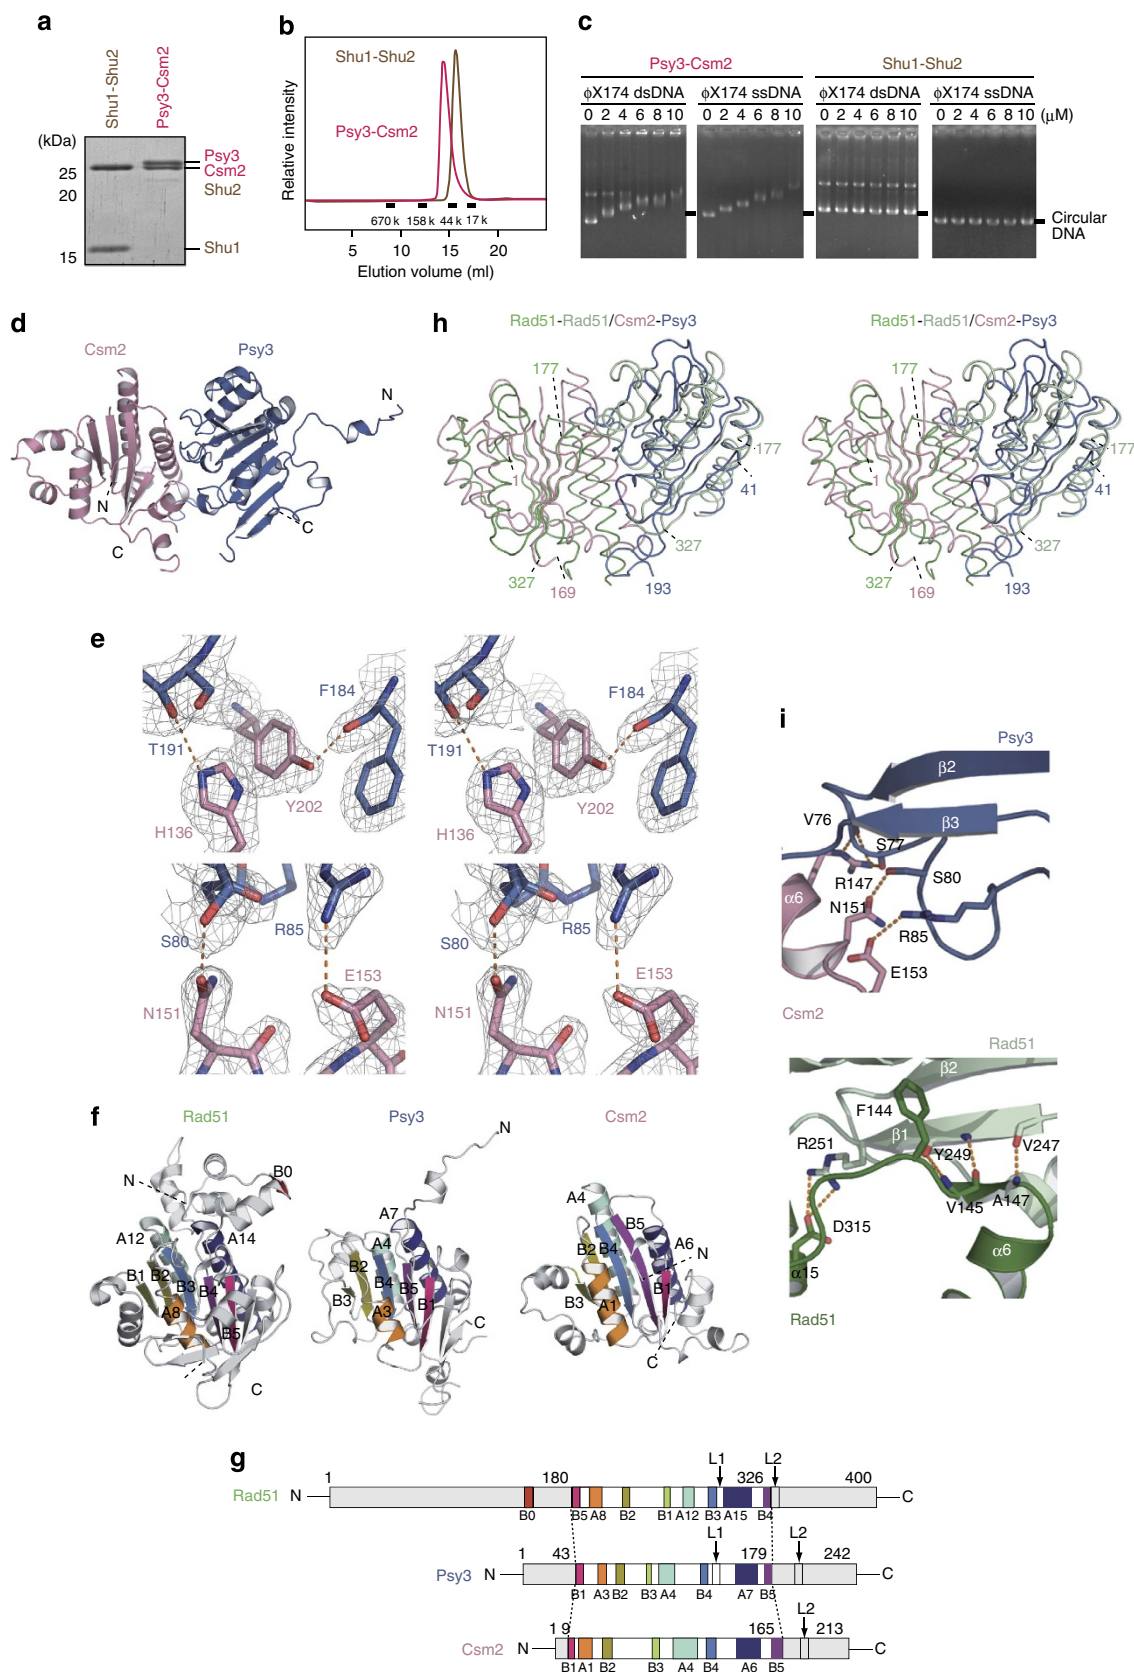 a
Shu1-Shu2
Psy3-Csm2
(kDa)
25
20
15
Psy3
Csm2
Shu2
Shu1
b
Relative intensity
Shu1-Shu2
Psy3-Csm2
670 k 158 k 44 k 17 k
5 10 15 20
Elution volume (ml)
c
Psy3-Csm2 Shu1-Shu2
ϕX174 dsDNA ϕX174 ssDNA ϕX174 dsDNA ϕX174 ssDNA
0 2 4 6 8 10 0 2 4 6 8 10 0 2 4 6 8 10 0 2 4 6 8 10 (μM)
Circular
DNA
d
Csm2
Psy3
N
N
C
C
h
Rad51-Rad51/Csm2-Psy3 Rad51-Rad51/Csm2-Psy3
177 177
177 177
1 1
41 41
327 327
327 169 193 327 169 193
e
F184 F184
T191 T191
Y202 Y202
H136 H136
S80 R85 S80 R85
E153 E153
N151 N151
i
Psy3
β2
V76
β3
S77
R147
S80
α6
N151
R85
E153
Csm2
Rad51
β2
F144
β1
R251
Y249
V247
V145
A147
D315
α6
α15
Rad51
f
Rad51 Psy3 Csm2
N
B0
A12
A14
B1
B2
B3
B4
A8
B5
C
N
A7
A4
B2
B4
B5
B3
A3
B1
C
A4
B5
B2
B4
A6
N
B3
A1
B1
C
g
L1 L2
1 180 326 400
Rad51 N C
B0 B5 A8 B2 B1 A12 B3 A15 B4
L1 L2
1 43 179 242
Psy3 N C
B1 A3 B2 B3 A4 B4 A7 B5
L2
1 9 165 213
Csm2 N C
B1 A1 B2 B3 A4 B4 A6 B5